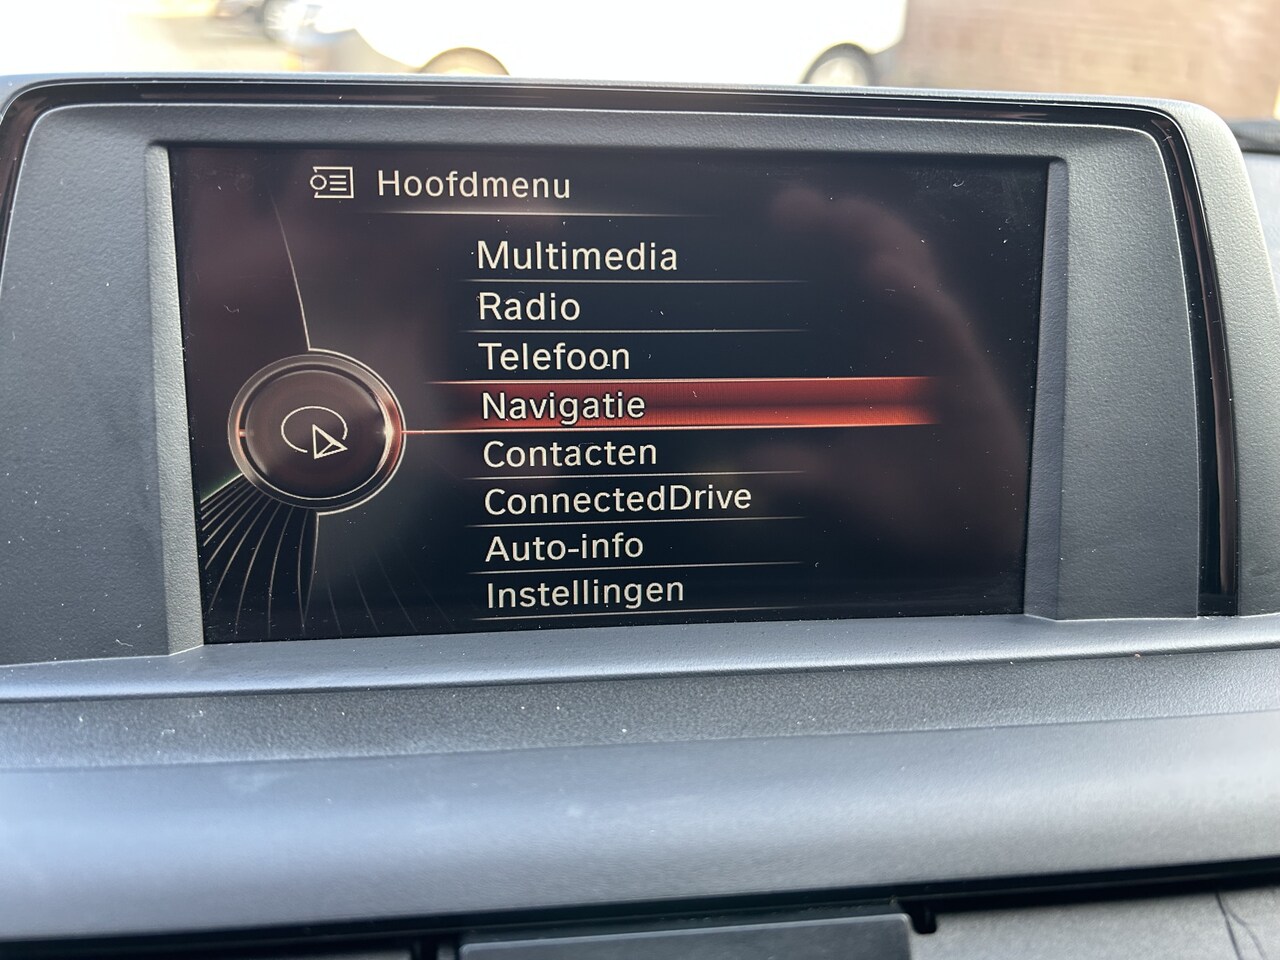 Hoofdmenu
Multimedia
Radio
Telefoon
Navigatie
Contacten
ConnectedDrive
Auto-info
Instellingen